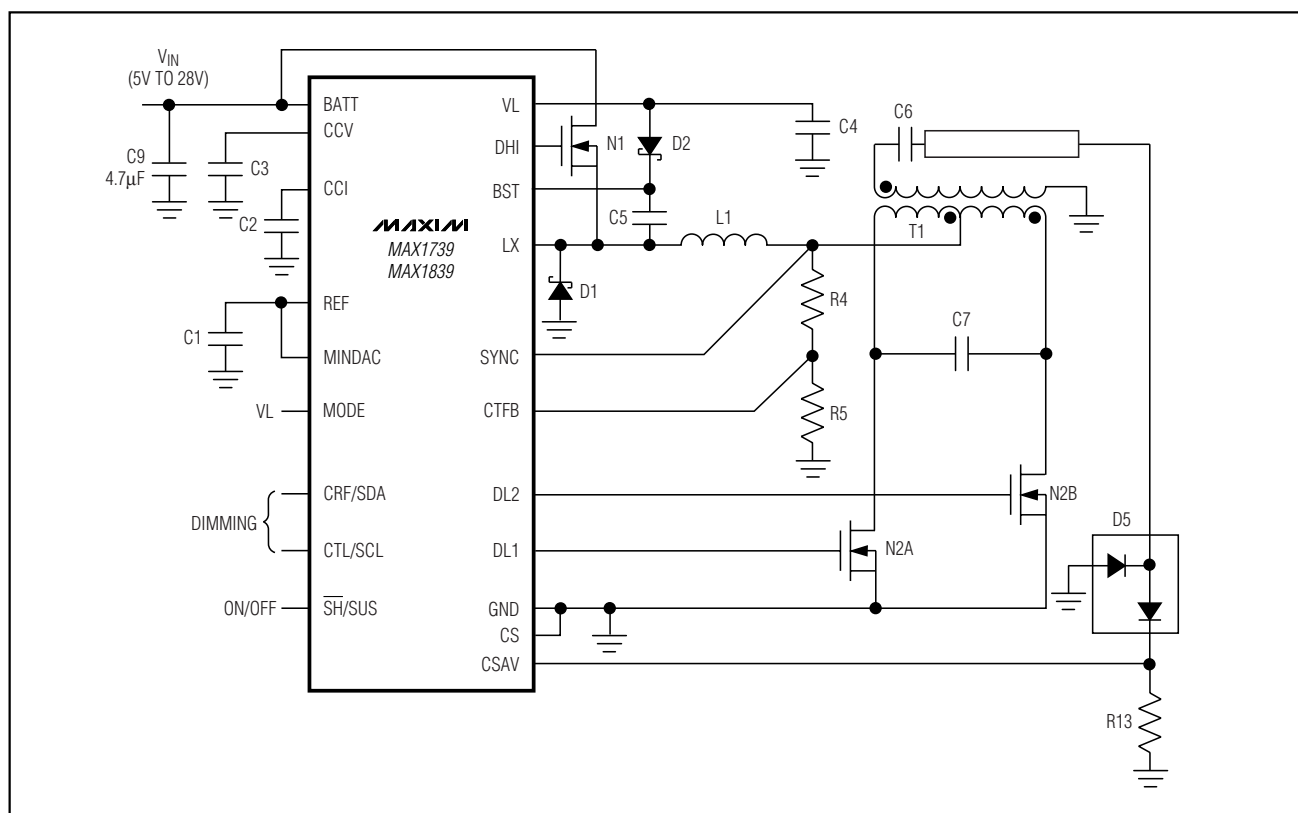 VIN
(5V TO 28V)
C9
4.7µF
C3
C2
C1
VL
DIMMING
ON/OFF
BATT
CCV
CCI
REF
MINDAC
MODE
CRF/SDA
CTL/SCL
SH/SUS
MAXIM
MAX1739
MAX1839
VL
DHI
BST
LX
SYNC
CTFB
DL2
DL1
GND
CS
CSAV
N1
D2
C4
C5
L1
D1
R4
R5
C6
T1
C7
N2B
N2A
D5
R13